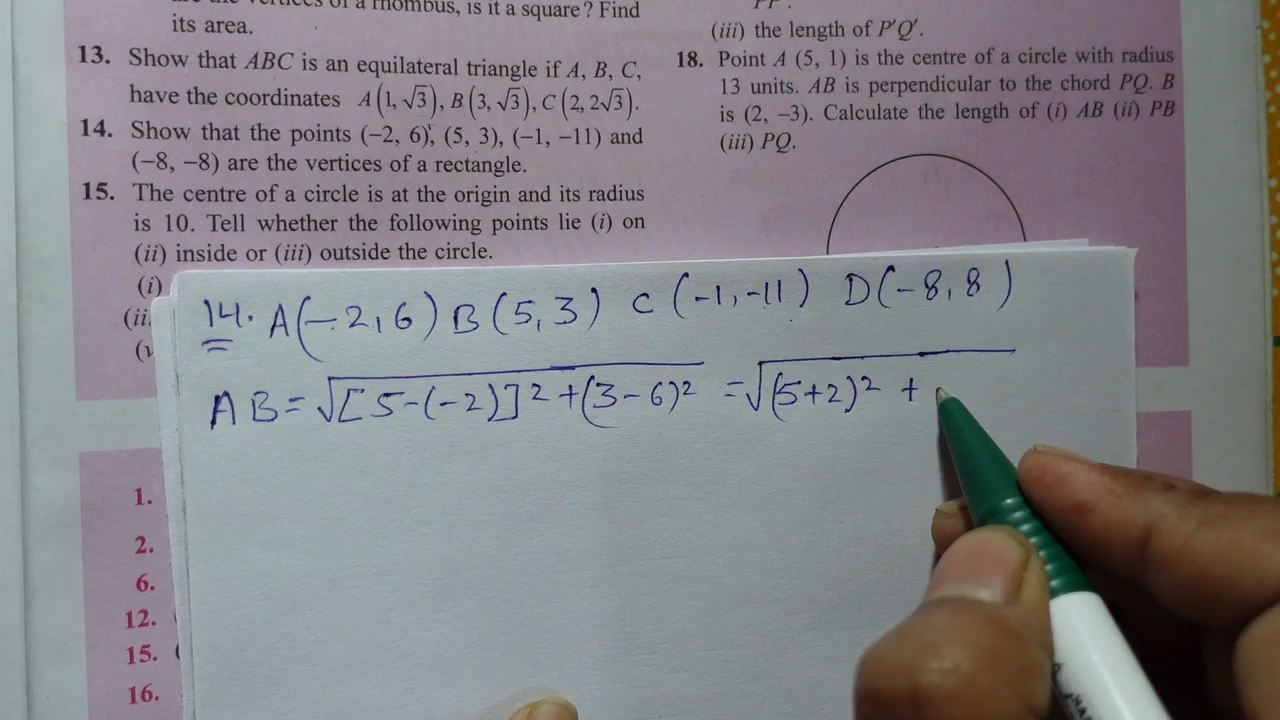 its area.
13. Show that ABC is an equilateral triangle if A, B, C,
have the coordinates A(1, √3), B(3, √3), C(2, 2√3).
14. Show that the points (−2, 6), (5, 3), (−1, −11) and
(−8, −8) are the vertices of a rectangle.
15. The centre of a circle is at the origin and its radius
is 10. Tell whether the following points lie (i) on
(ii) inside or (iii) outside the circle.
(i)
(ii
(v
1.
2.
6.
12.
15.
16.
(iii) the length of P′Q′.
18. Point A (5, 1) is the centre of a circle with radius
13 units. AB is perpendicular to the chord PQ. B
is (2, −3). Calculate the length of (i) AB (ii) PB
(iii) PQ.
14. A(-2,6) B(5,3) C(-1,-11) D(-8,8)
AB=√[5-(-2)]²+(3-6)² =√(5+2)² +